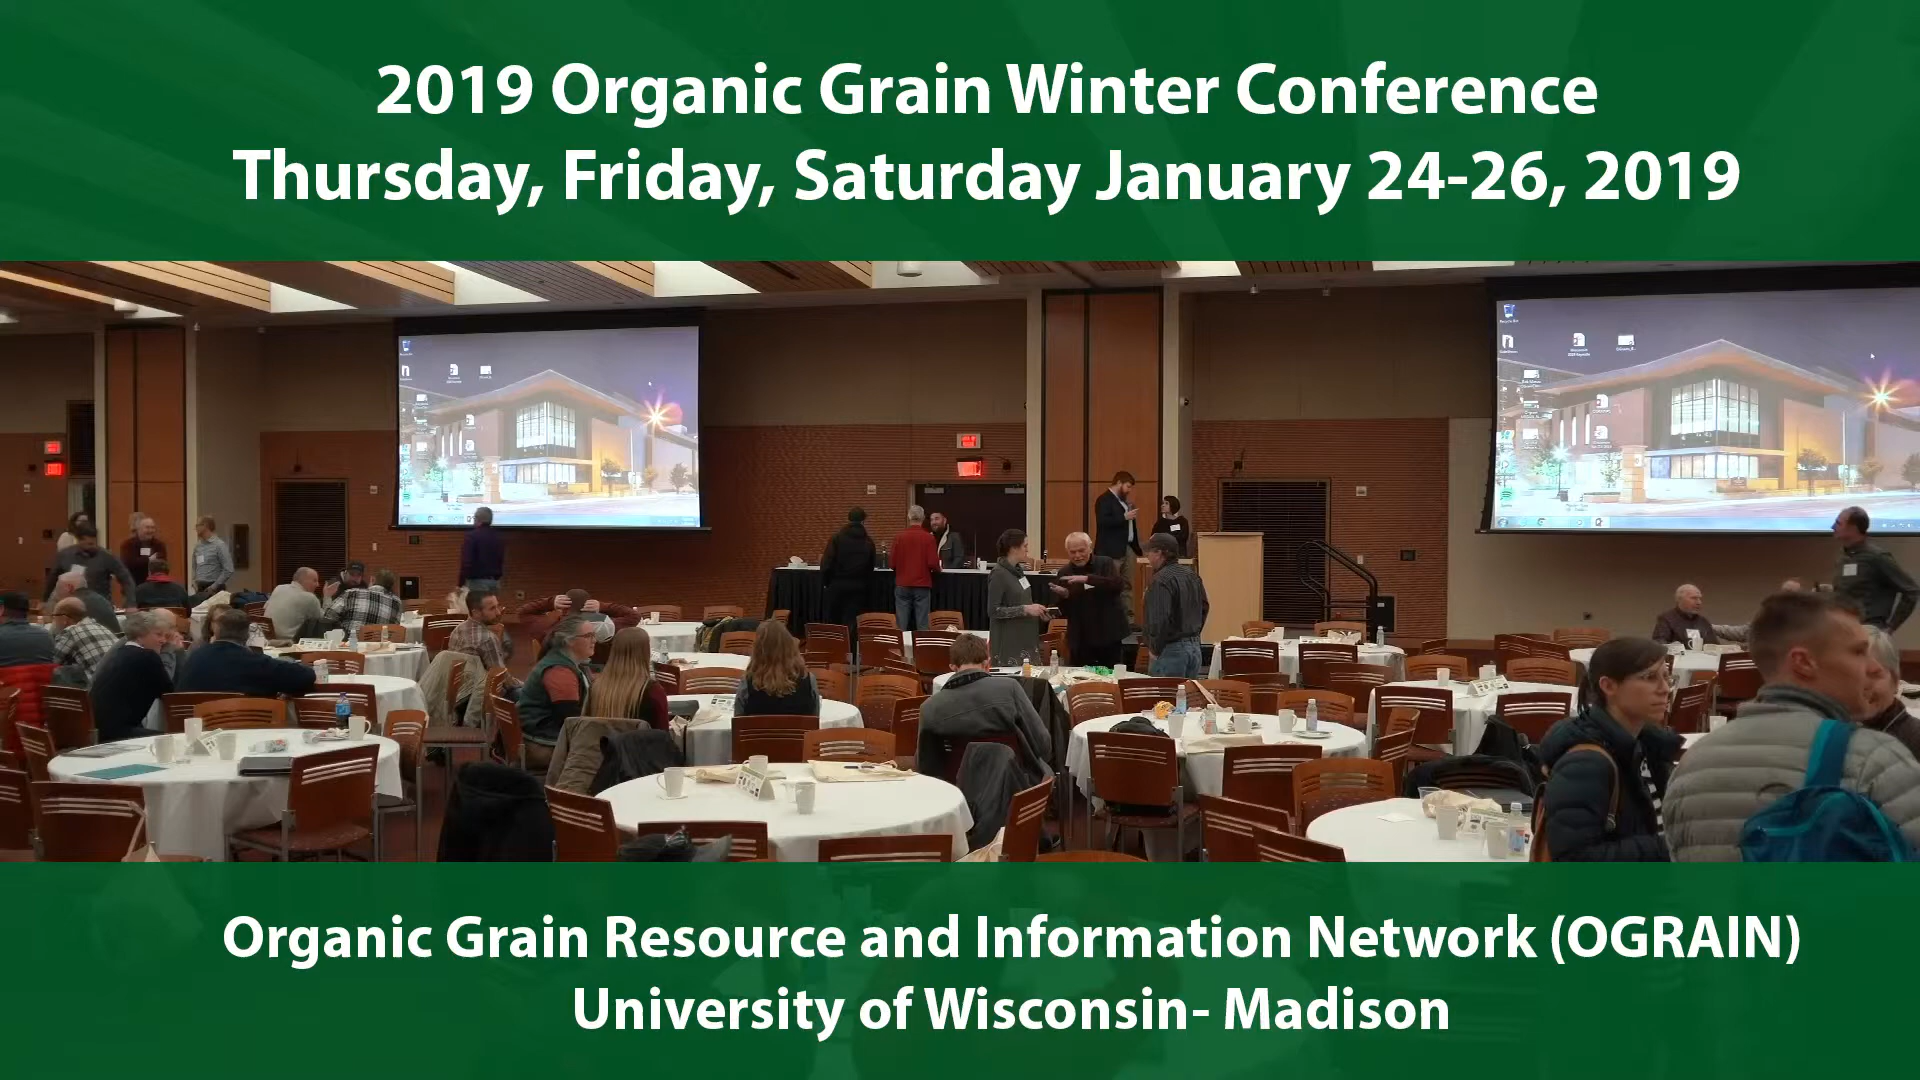 2019 Organic Grain Winter Conference
Thursday, Friday, Saturday January 24-26, 2019
Organic Grain Resource and Information Network (OGRAIN)
University of Wisconsin- Madison